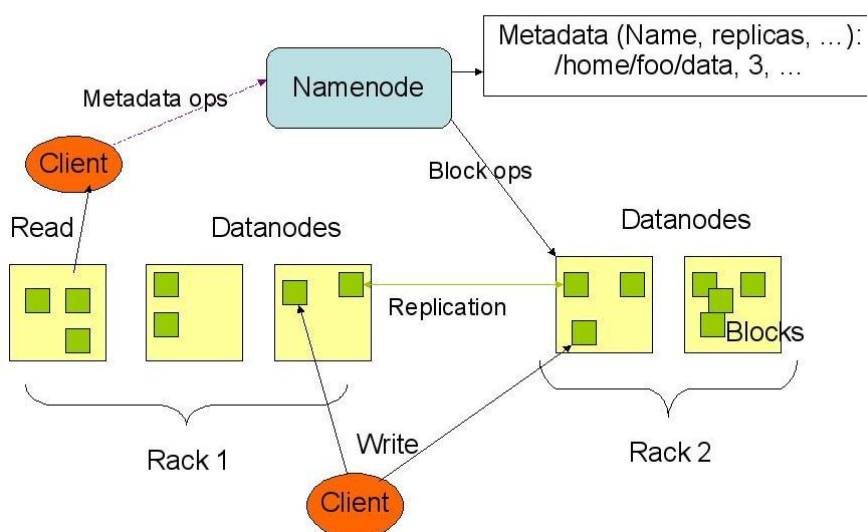 Metadata (Name, replicas, ...):
/home/foo/data, 3, ...
Namenode
Metadata ops
Client
Block ops
Read
Datanodes
Datanodes
Replication
Blocks
Rack 1
Write
Rack 2
Client